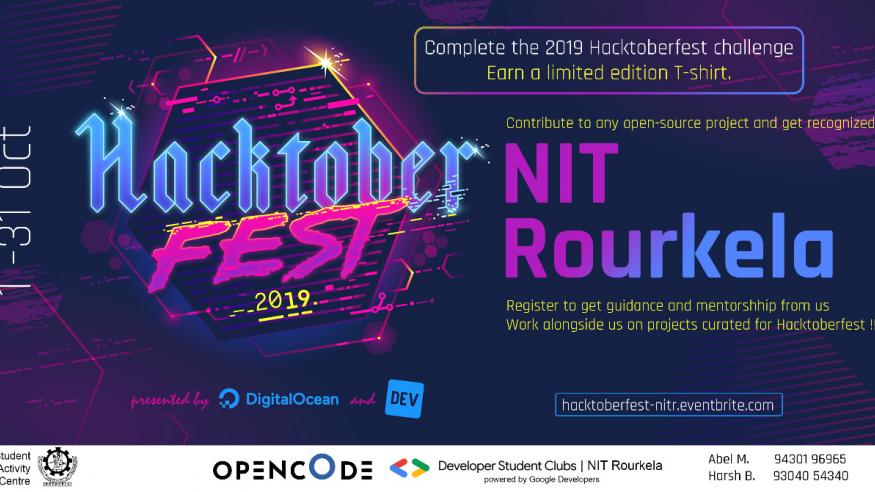 Complete the 2019 Hacktoberfest challenge
Earn a limited edition T-shirt.
1-31 Oct
Hacktober
FEST
2019.
Contribute to any open-source project and get recognized
NIT
Rourkela
Register to get guidance and mentorshhip from us
Work alongside us on projects curated for Hacktoberfest !!
presented by DigitalOcean and DEV
hacktoberfest-nitr.eventbrite.com
Student
Activity
Centre
OPENCODE
Developer Student Clubs | NIT Rourkela
powered by Google Developers
Abel M. 94301 96965
Harsh B. 93040 54340